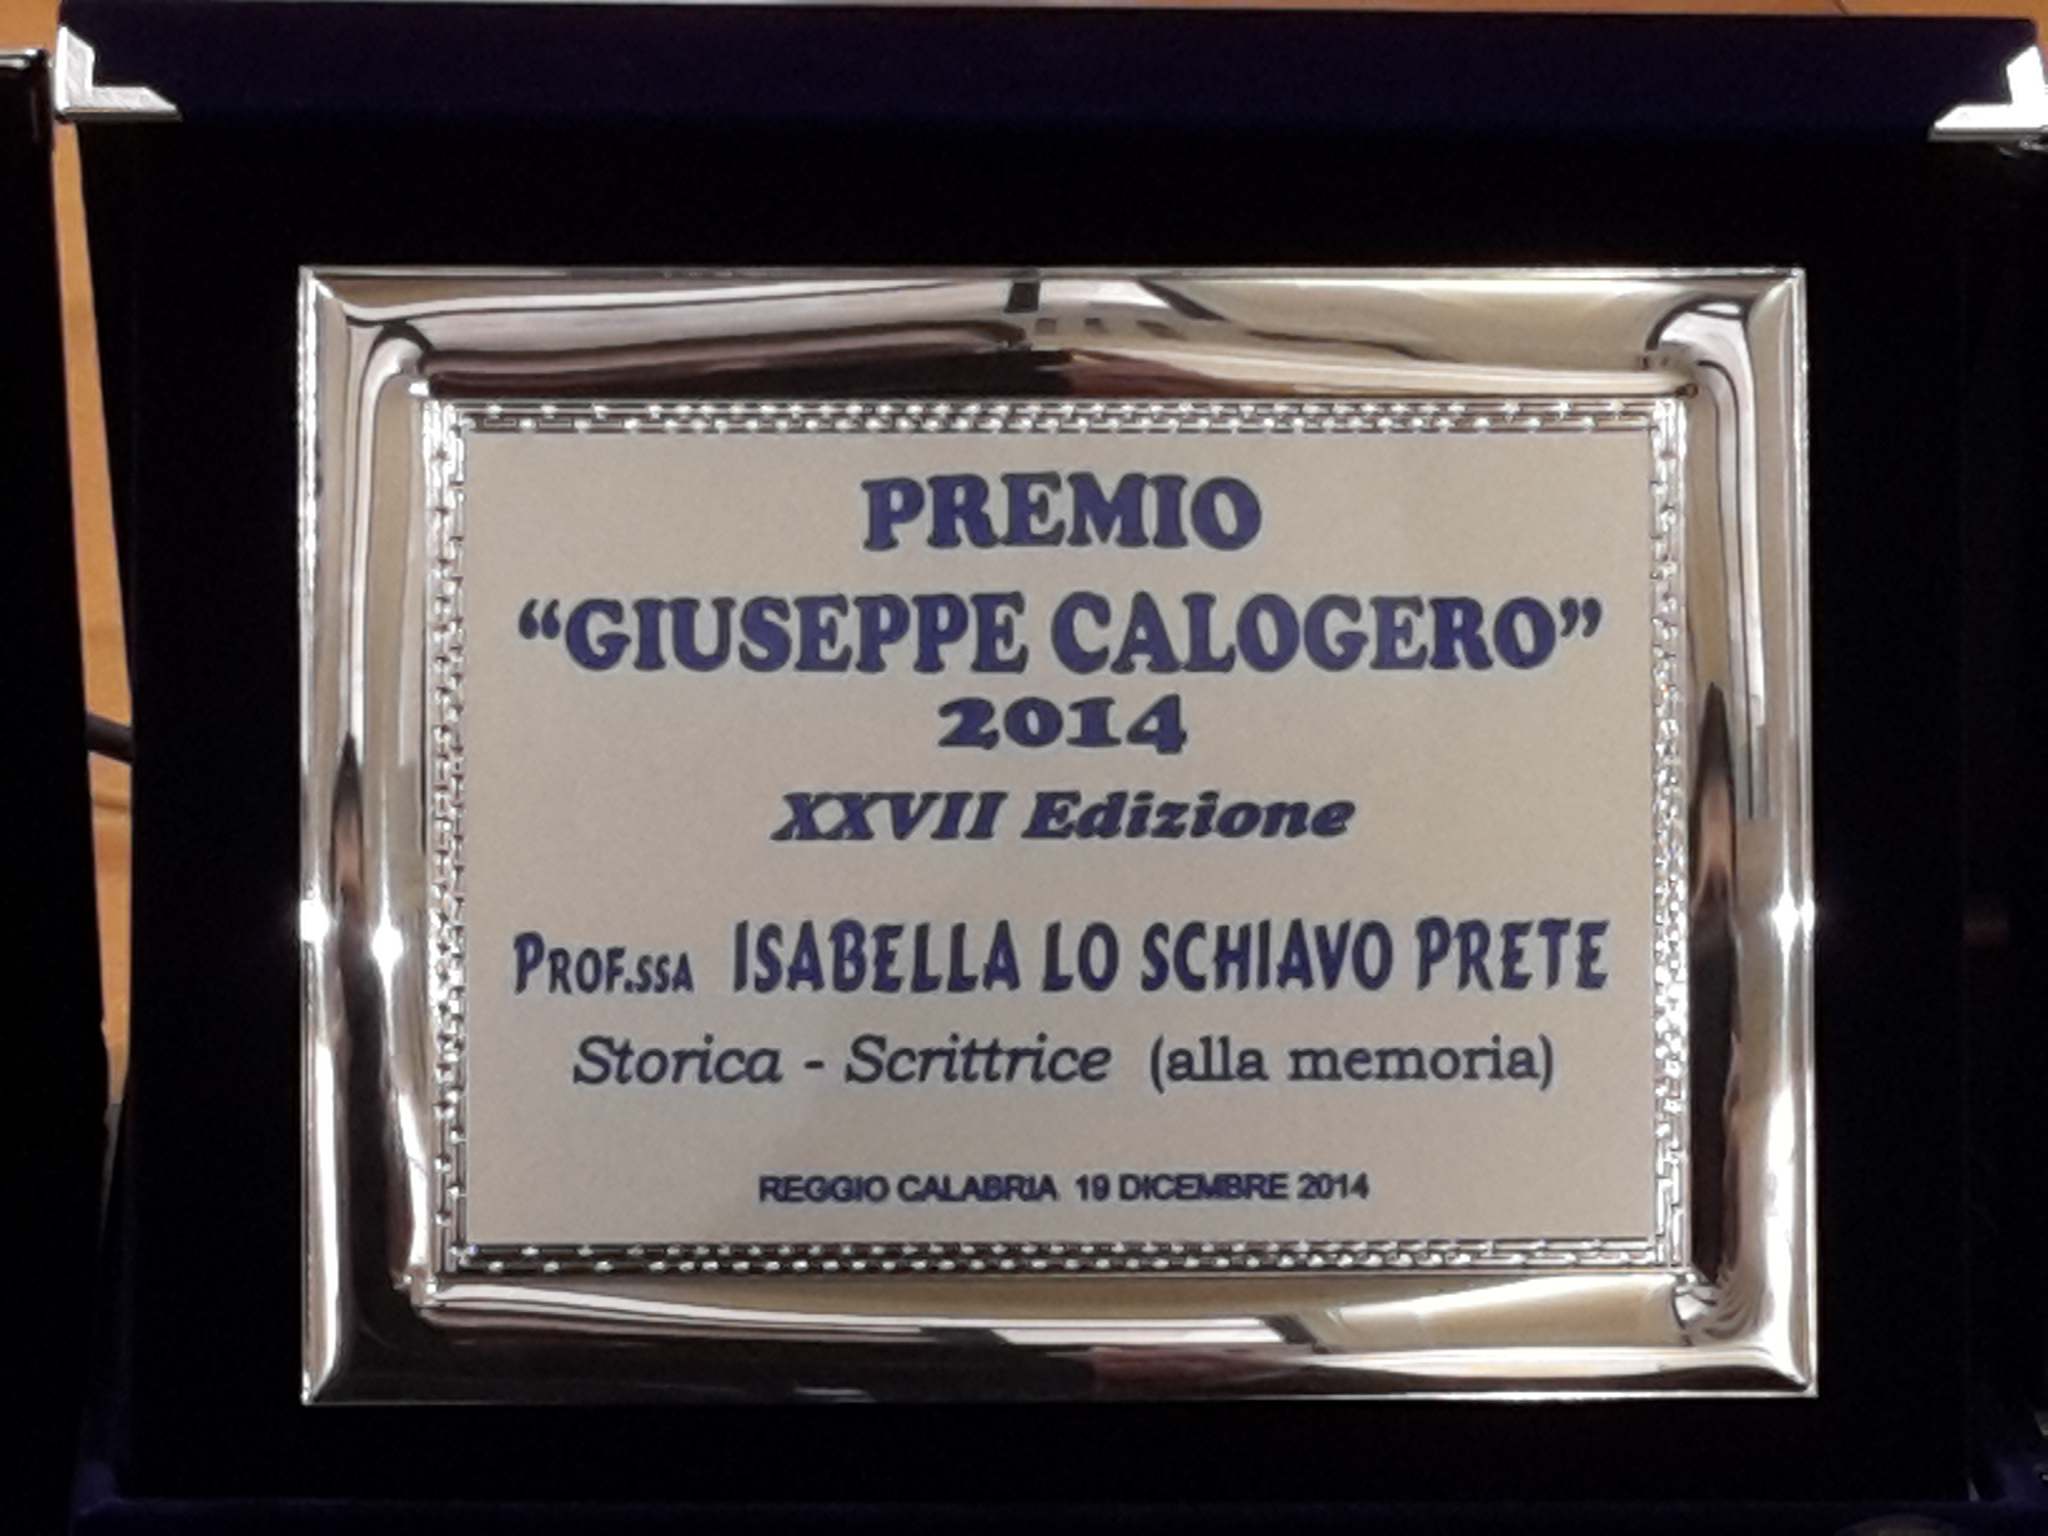 PREMIO
“GIUSEPPE CALOGERO”
2014
XXVII Edizione
PROF.SSA ISABELLA LO SCHIAVO PRETE
Storica - Scrittrice (alla memoria)
REGGIO CALABRIA 19 DICEMBRE 2014